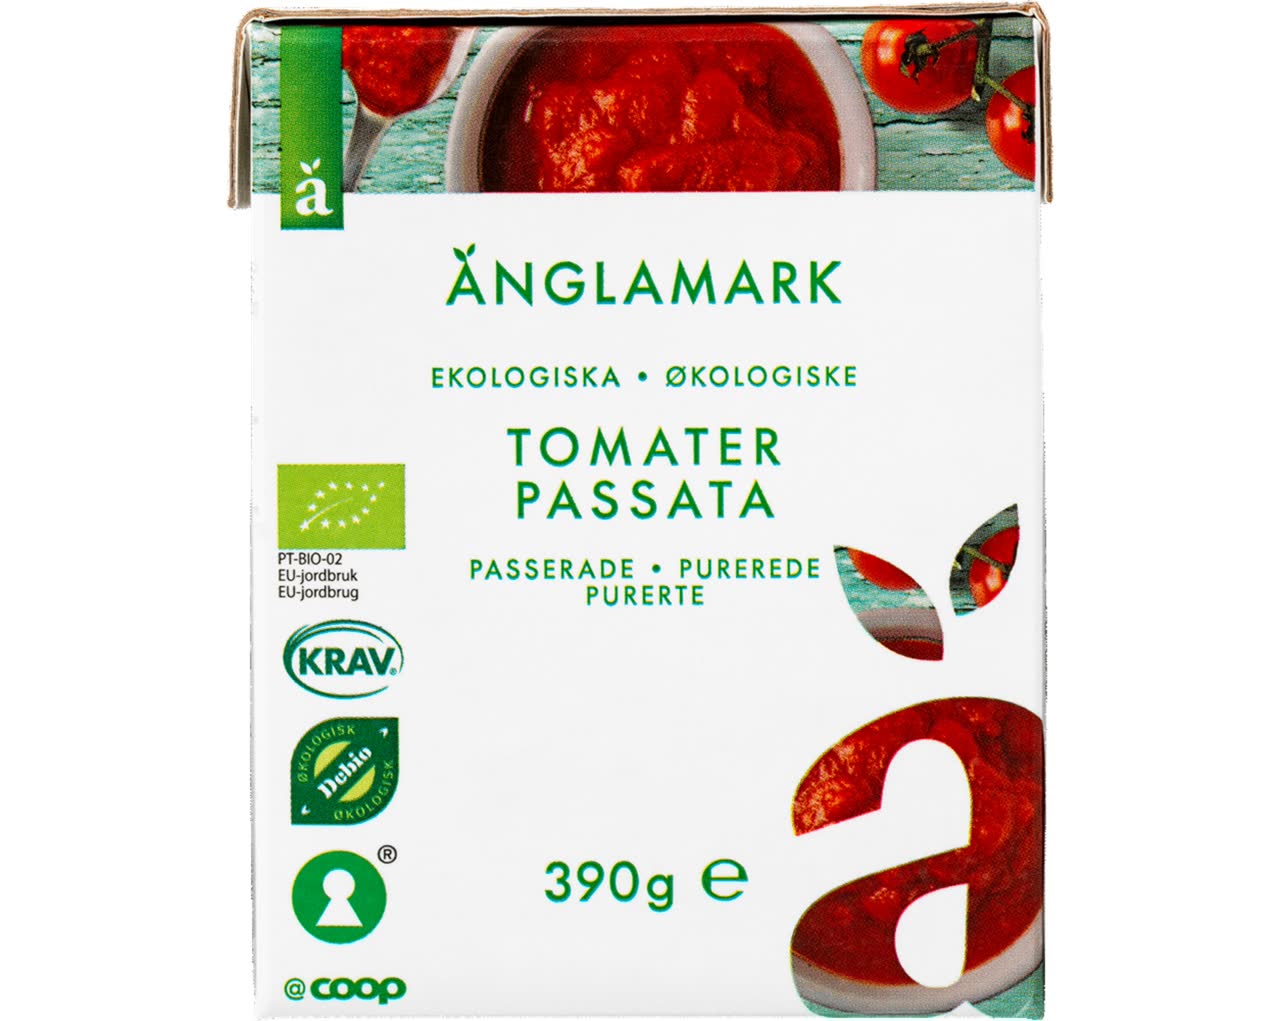 å
ÄNGLAMARK
EKOLOGISKA • ØKOLOGISKE
TOMATER
PASSATA
PASSERADE • PUREREDE
PURERTE
PT-BIO-02
EU-jordbruk
EU-jordbrug
KRAV®
ØKOLOGISK
Debio
ØKOLOGISK
®
390g e
@ coop
a